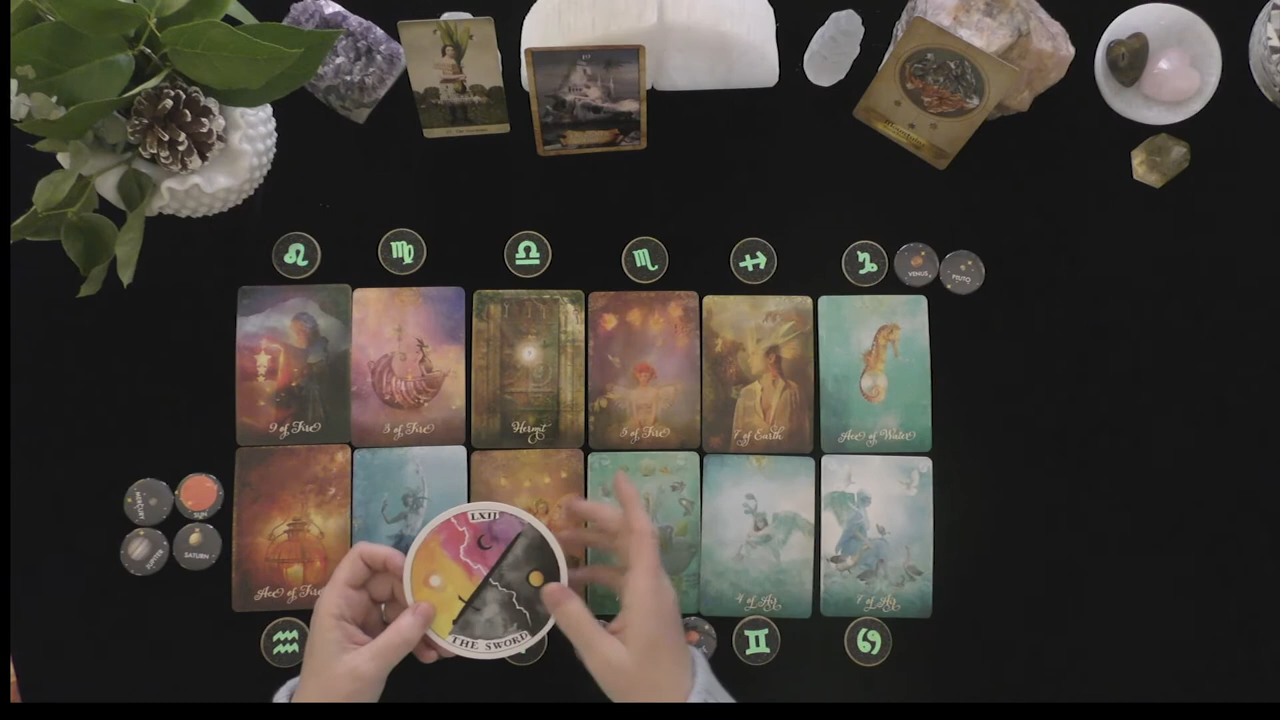 IV
VENUS
PLUTO
9 of Fire
3 of Fire
Hermit
5 of Fire
7 of Earth
Ace of Water
MERCURY
SUN
JUPITER
SATURN
LXII
THE SWORD
Ace of Fire
4 of Air
7 of Air